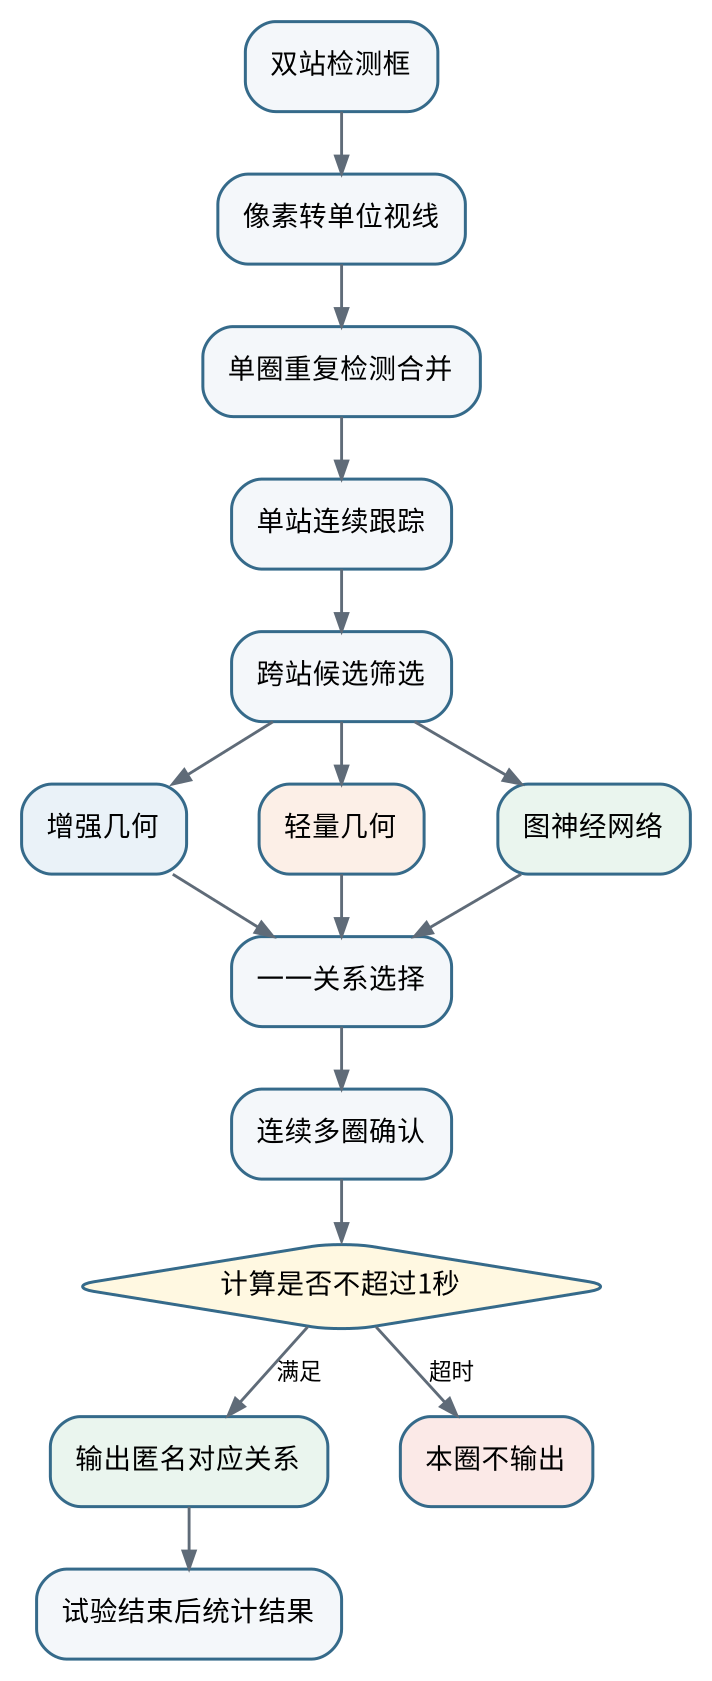 双站检测框
像素转单位视线
单圈重复检测合并
单站连续跟踪
跨站候选筛选
增强几何
轻量几何
图神经网络
一一关系选择
连续多圈确认
计算是否不超过1秒
满足
超时
输出匿名对应关系
本圈不输出
试验结束后统计结果